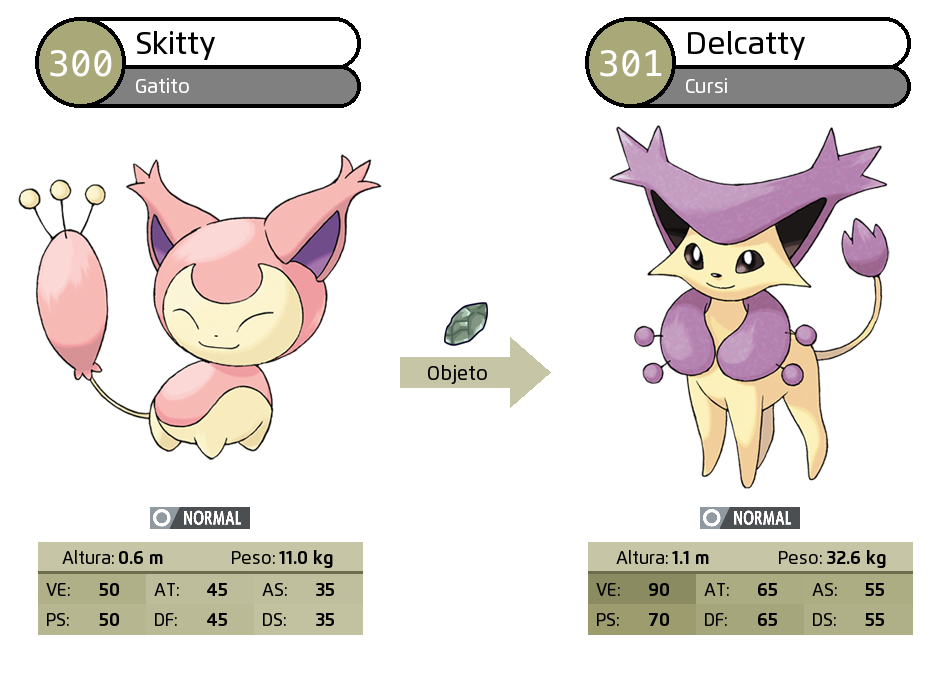 300
Skitty
Gatito
301
Delcatty
Cursi
Objeto
NORMAL
Altura: 0.6 m Peso: 11.0 kg
VE: 50 AT: 45 AS: 35
PS: 50 DF: 45 DS: 35
NORMAL
Altura: 1.1 m Peso: 32.6 kg
VE: 90 AT: 65 AS: 55
PS: 70 DF: 65 DS: 55